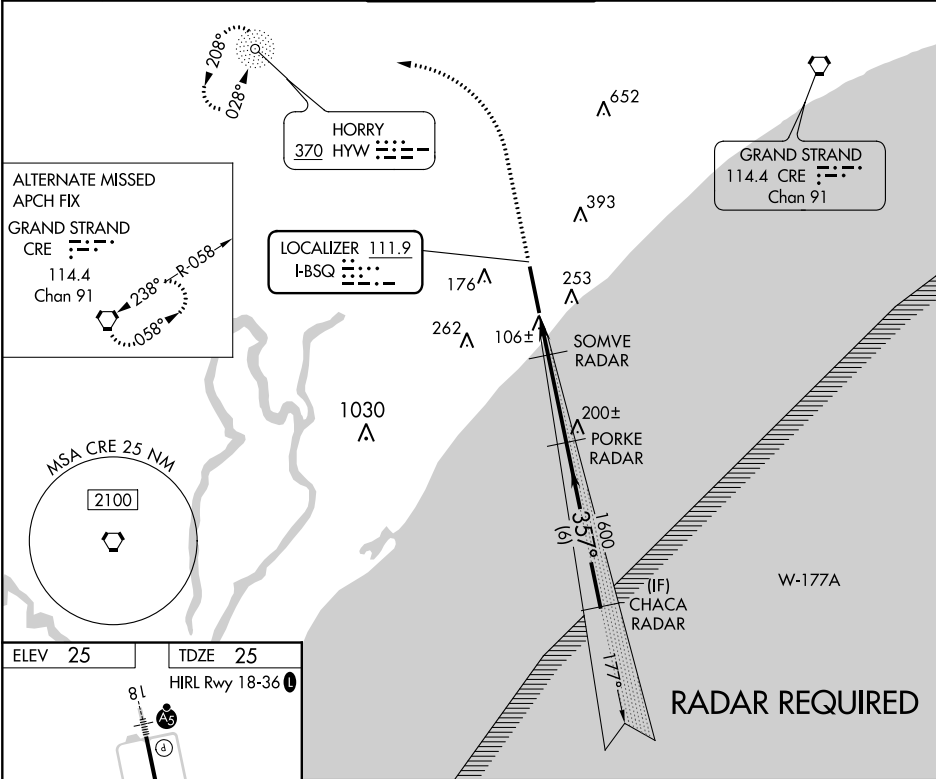 208°
028°
HORRY
370 HYW
652
GRAND STRAND
114.4 CRE
Chan 91
ALTERNATE MISSED
APCH FIX
GRAND STRAND
CRE
114.4
Chan 91
238°
R-058
058°
LOCALIZER 111.9
I-BSQ
393
176
253
262
106±
SOMVE
RADAR
1030
200±
PORKE
RADAR
MSA CRE 25 NM
2100
357°
1600
(6)
(IF)
CHACA
RADAR
W-177A
177°
RADAR REQUIRED
ELEV 25
TDZE 25
HIRL Rwy 18-36 L
18
A5
P